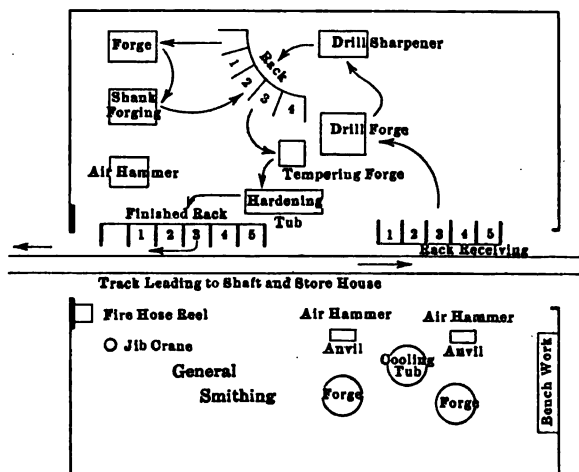 Forge
Drill Sharpener
Rack
1
2
3
4
Shank
Forging
Drill Forge
Air Hammer
Tempering Forge
Hardening
Tub
Finished Rack
1 2 3 4 5
1 2 3 4 5
Rack Receiving
Track Leading to Shaft and Store House
Fire Hose Reel
Jib Crane
General
Smithing
Air Hammer
Anvil
Air Hammer
Anvil
Cooling
Tub
Forge
Forge
Bench Work